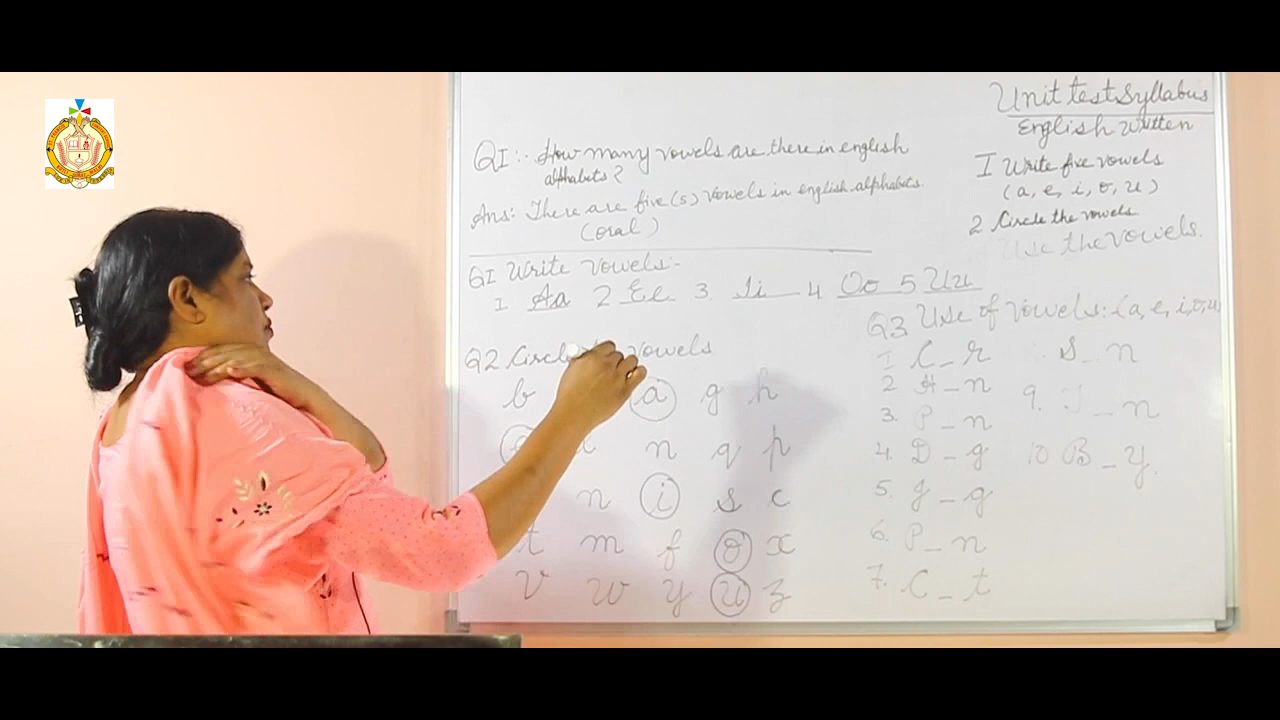 Unit test Syllabus
English Written
I Write five vowels
(a, e, i, o, u)
2 Circle the vowels
Use the vowels.
Q1:- How many vowels are there in english
alphabets?
Ans: There are five(5) vowels in english alphabets.
(oral)
Q1 Write Vowels:-
1 Aa 2 Ee 3. Ii 4 Oo 5 Uu
Q2 Circle vowels
b a g h
n q p
n i s c
t m f o x
v w y u z
Q3 Use of Vowels: (a, e, i, o, u)
1 C _ r
2 H _ n
3. P _ n
4. D _ g
5. J _ g
6. P _ n
7. C _ t
S _ n
9. T _ n
10 B _ y.